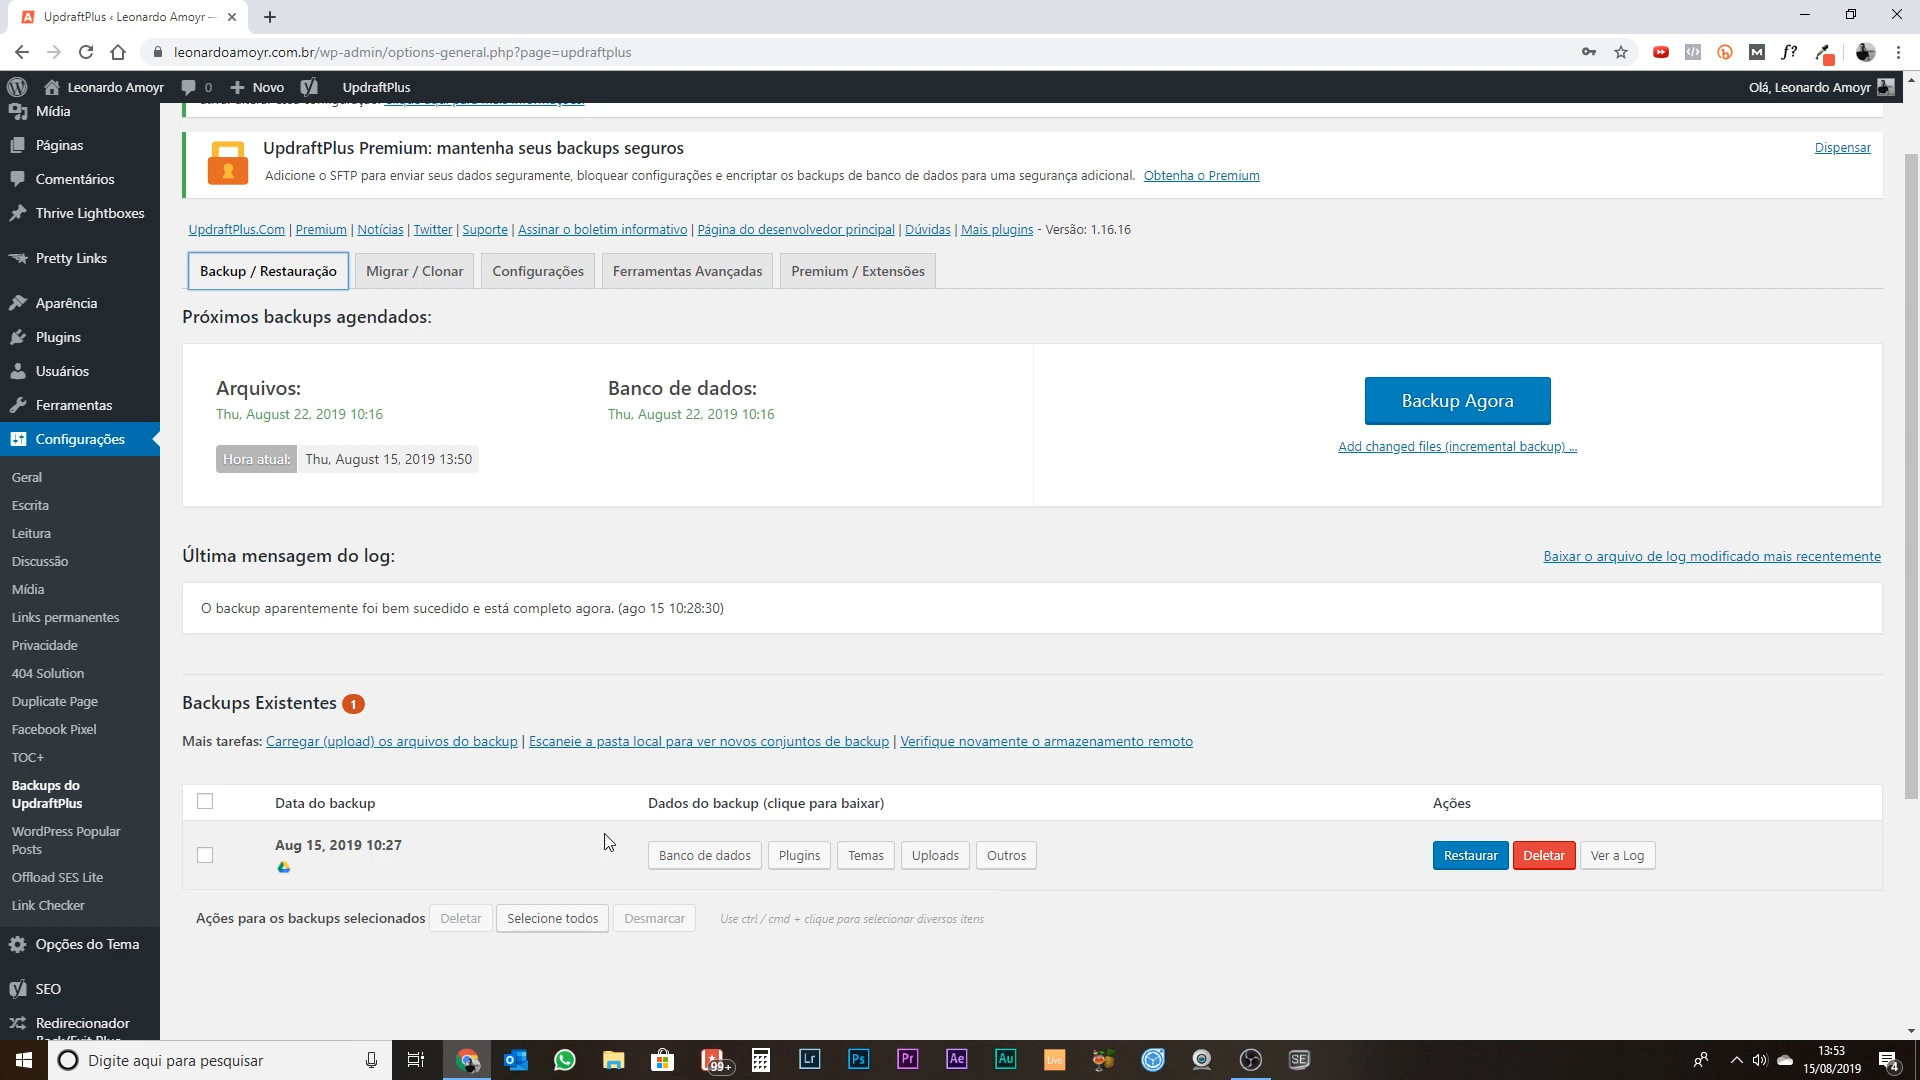 UpdraftPlus ‹ Leonardo Amoyr —
leonardoamoyr.com.br/wp-admin/options-general.php?page=updraftplus
Leonardo Amoyr 0 Novo UpdraftPlus
Olá, Leonardo Amoyr
Mídia
Páginas
Comentários
Thrive Lightboxes
Pretty Links
Aparência
Plugins
Usuários
Ferramentas
Configurações
Geral
Escrita
Leitura
Discussão
Mídia
Links permanentes
Privacidade
404 Solution
Duplicate Page
Facebook Pixel
TOC+
Backups do
UpdraftPlus
WordPress Popular
Posts
Offload SES Lite
Link Checker
Opções do Tema
SEO
Redirecionador
UpdraftPlus Premium: mantenha seus backups seguros
Dispensar
Adicione o SFTP para enviar seus dados seguramente, bloquear configurações e encriptar os backups de banco de dados para uma segurança adicional. Obtenha o Premium
UpdraftPlus.Com | Premium | Notícias | Twitter | Suporte | Assinar o boletim informativo | Página do desenvolvedor principal | Dúvidas | Mais plugins - Versão: 1.16.16
Backup / Restauração Migrar / Clonar Configurações Ferramentas Avançadas Premium / Extensões
Próximos backups agendados:
Arquivos: Banco de dados:
Thu, August 22, 2019 10:16 Thu, August 22, 2019 10:16
Hora atual: Thu, August 15, 2019 13:50
Backup Agora
Add changed files (incremental backup) ...
Última mensagem do log:
Baixar o arquivo de log modificado mais recentemente
O backup aparentemente foi bem sucedido e está completo agora. (ago 15 10:28:30)
Backups Existentes 1
Mais tarefas: Carregar (upload) os arquivos do backup | Escaneie a pasta local para ver novos conjuntos de backup | Verifique novamente o armazenamento remoto
Data do backup Dados do backup (clique para baixar) Ações
Aug 15, 2019 10:27 Banco de dados Plugins Temas Uploads Outros Restaurar Deletar Ver a Log
Ações para os backups selecionados Deletar Selecione todos Desmarcar Use ctrl / cmd + clique para selecionar diversos ítens
Digite aqui para pesquisar
99+ Lr Ps Pr Ae Au Live SE
13:53
15/08/2019
4